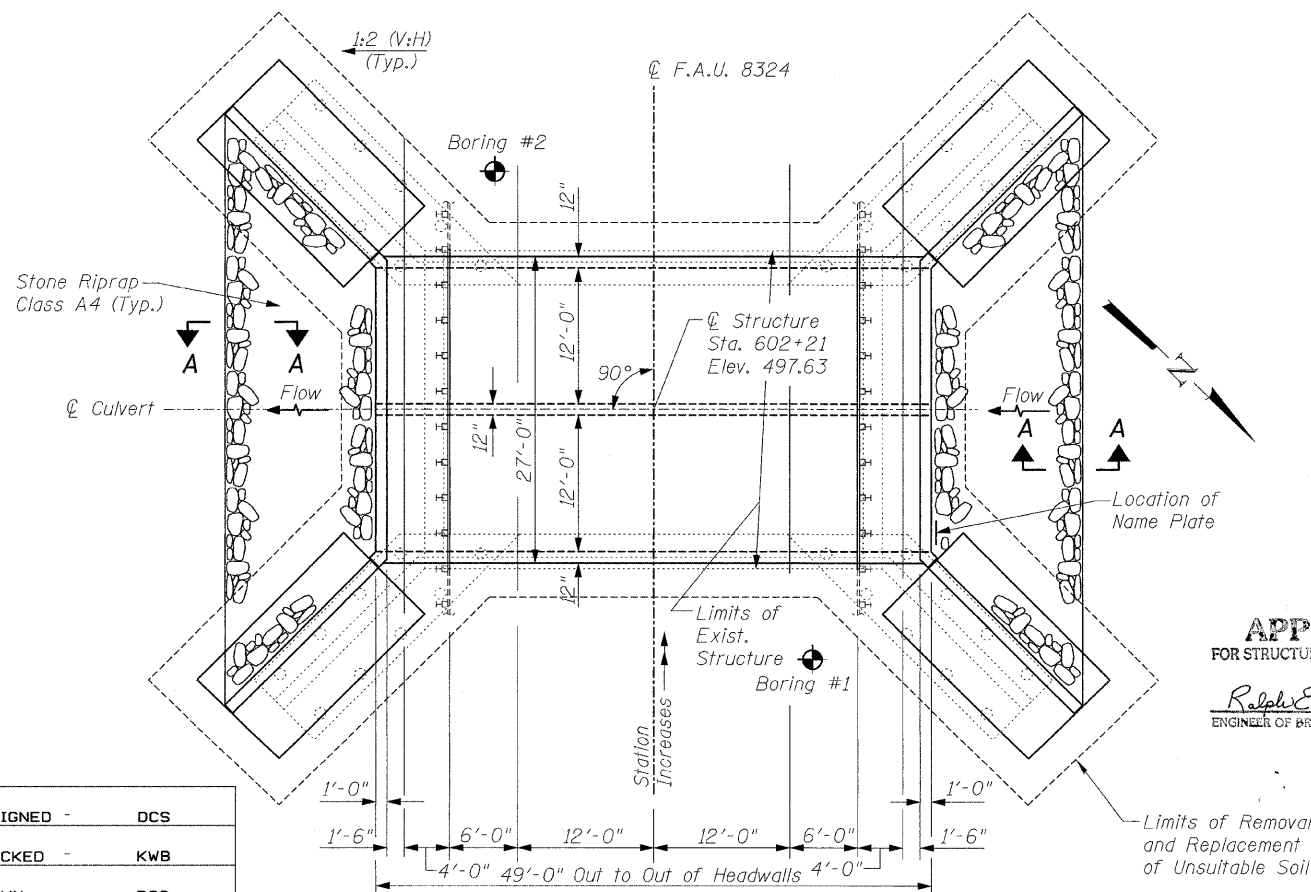 1:2 (V:H)
(Typ.)
℄ F.A.U. 8324
Boring #2
12"
Stone Riprap
Class A4 (Typ.)
A
A
12'-0"
℄ Structure
Sta. 602+21
Elev. 497.63
90°
N
℄ Culvert
Flow
Flow
A
A
12"
27'-0"
12'-0"
Location of
Name Plate
12"
Limits of
Exist.
Structure
Boring #1
FOR
Station
Increases
1'-0"
1'-0"
1'-6"
6'-0"
12'-0"
12'-0"
6'-0"
1'-6"
4'-0"
49'-0" Out to Out of Headwalls
4'-0"
Limits of Removal
and Replacement
of Unsuitable Soil
ENGINEER OF
DCS
KWB